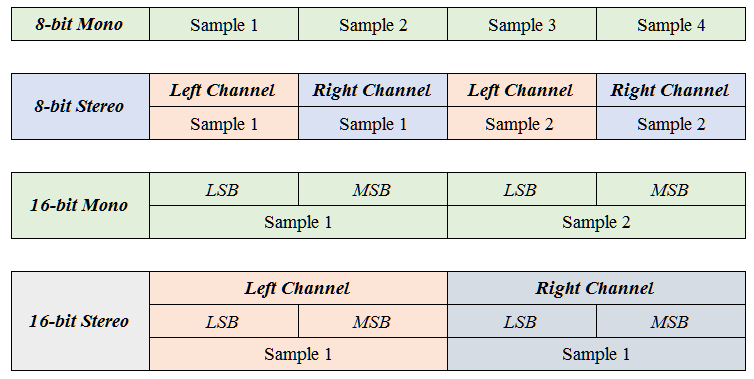 8-bit Mono Sample 1 Sample 2 Sample 3 Sample 4
8-bit Stereo
Left Channel Right Channel Left Channel Right Channel
Sample 1 Sample 1 Sample 2 Sample 2
16-bit Mono
LSB MSB LSB MSB
Sample 1 Sample 2
16-bit Stereo
Left Channel Right Channel
LSB MSB LSB MSB
Sample 1 Sample 1